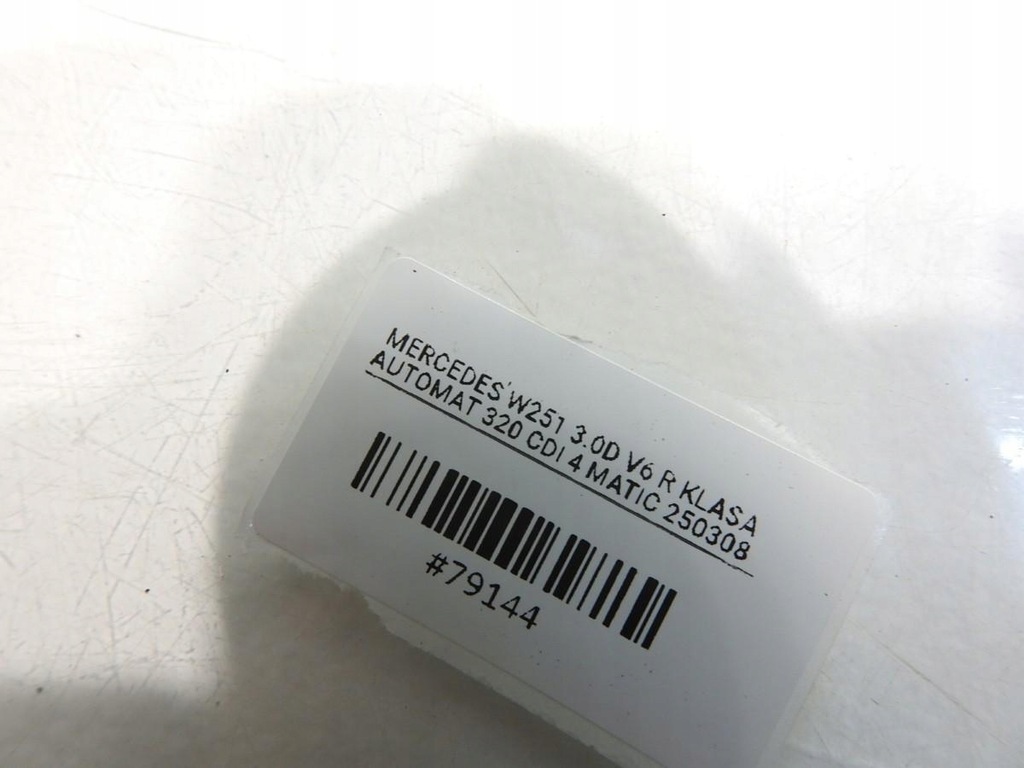 MERCEDES W251 3.0D V6 R KLASA
AUTOMAT 320 CDI 4 MATIC 250308
#79144